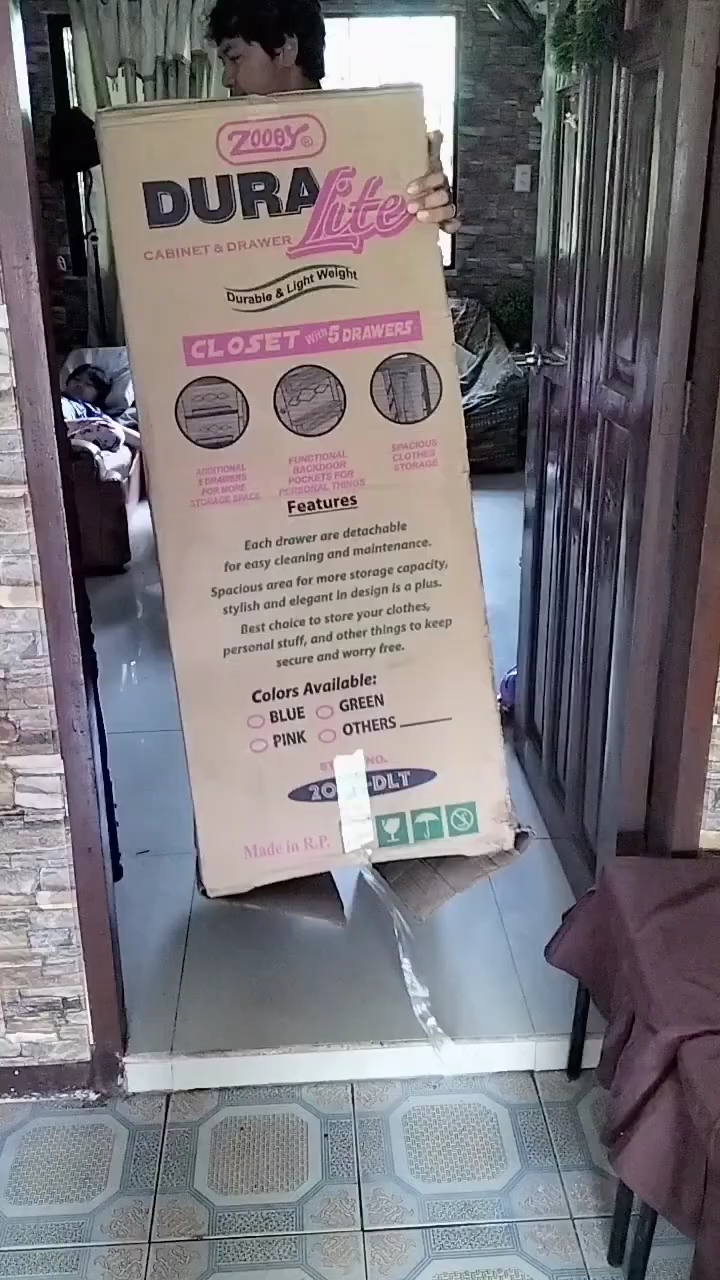 ZOOEY®
DURA Lite
CABINET & DRAWER
Durable & Light Weight
CLOSET With 5 DRAWERS
ADDITIONAL
5 DRAWERS
FOR MORE
STORAGE SPACE
FUNCTIONAL
BACKDOOR
POCKETS FOR
PERSONAL THINGS
SPACIOUS
CLOTHES
STORAGE
Features
Each drawer are detachable
for easy cleaning and maintenance.
Spacious area for more storage capacity,
stylish and elegant in design is a plus.
Best choice to store your clothes,
personal stuff, and other things to keep
secure and worry free.
Colors Available:
BLUE GREEN
PINK OTHERS
NO.
-DLT
Made in R.P.